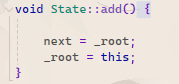 void State::add() {
next = _root;
_root = this;
}